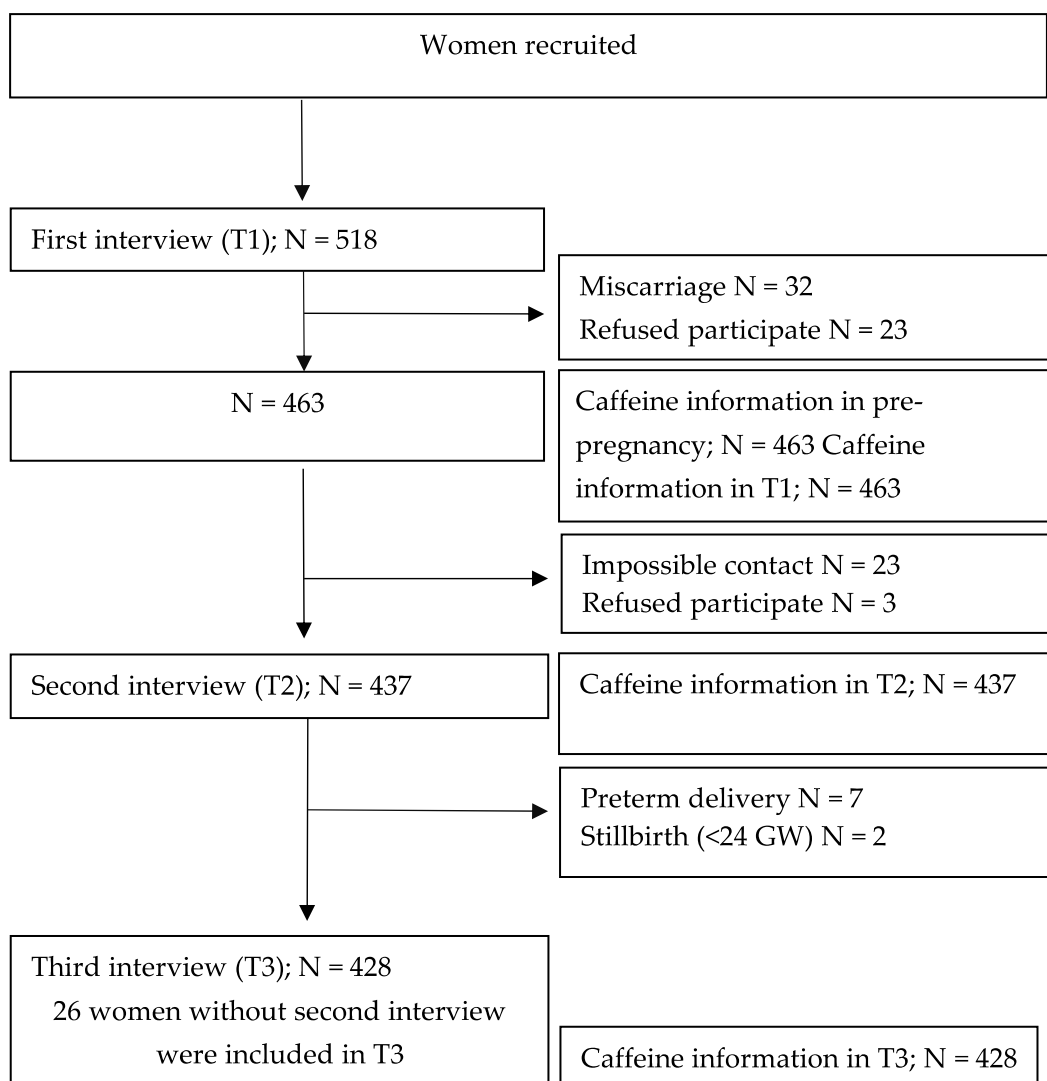 Women recruited
First interview (T1); N = 518
Miscarriage N = 32
Refused participate N = 23
N = 463
Caffeine information in pre-
pregnancy; N = 463 Caffeine
information in T1; N = 463
Impossible contact N = 23
Refused participate N = 3
Second interview (T2); N = 437
Caffeine information in T2; N = 437
Preterm delivery N = 7
Stillbirth (<24 GW) N = 2
Third interview (T3); N = 428
26 women without second interview
were included in T3
Caffeine information in T3; N = 428